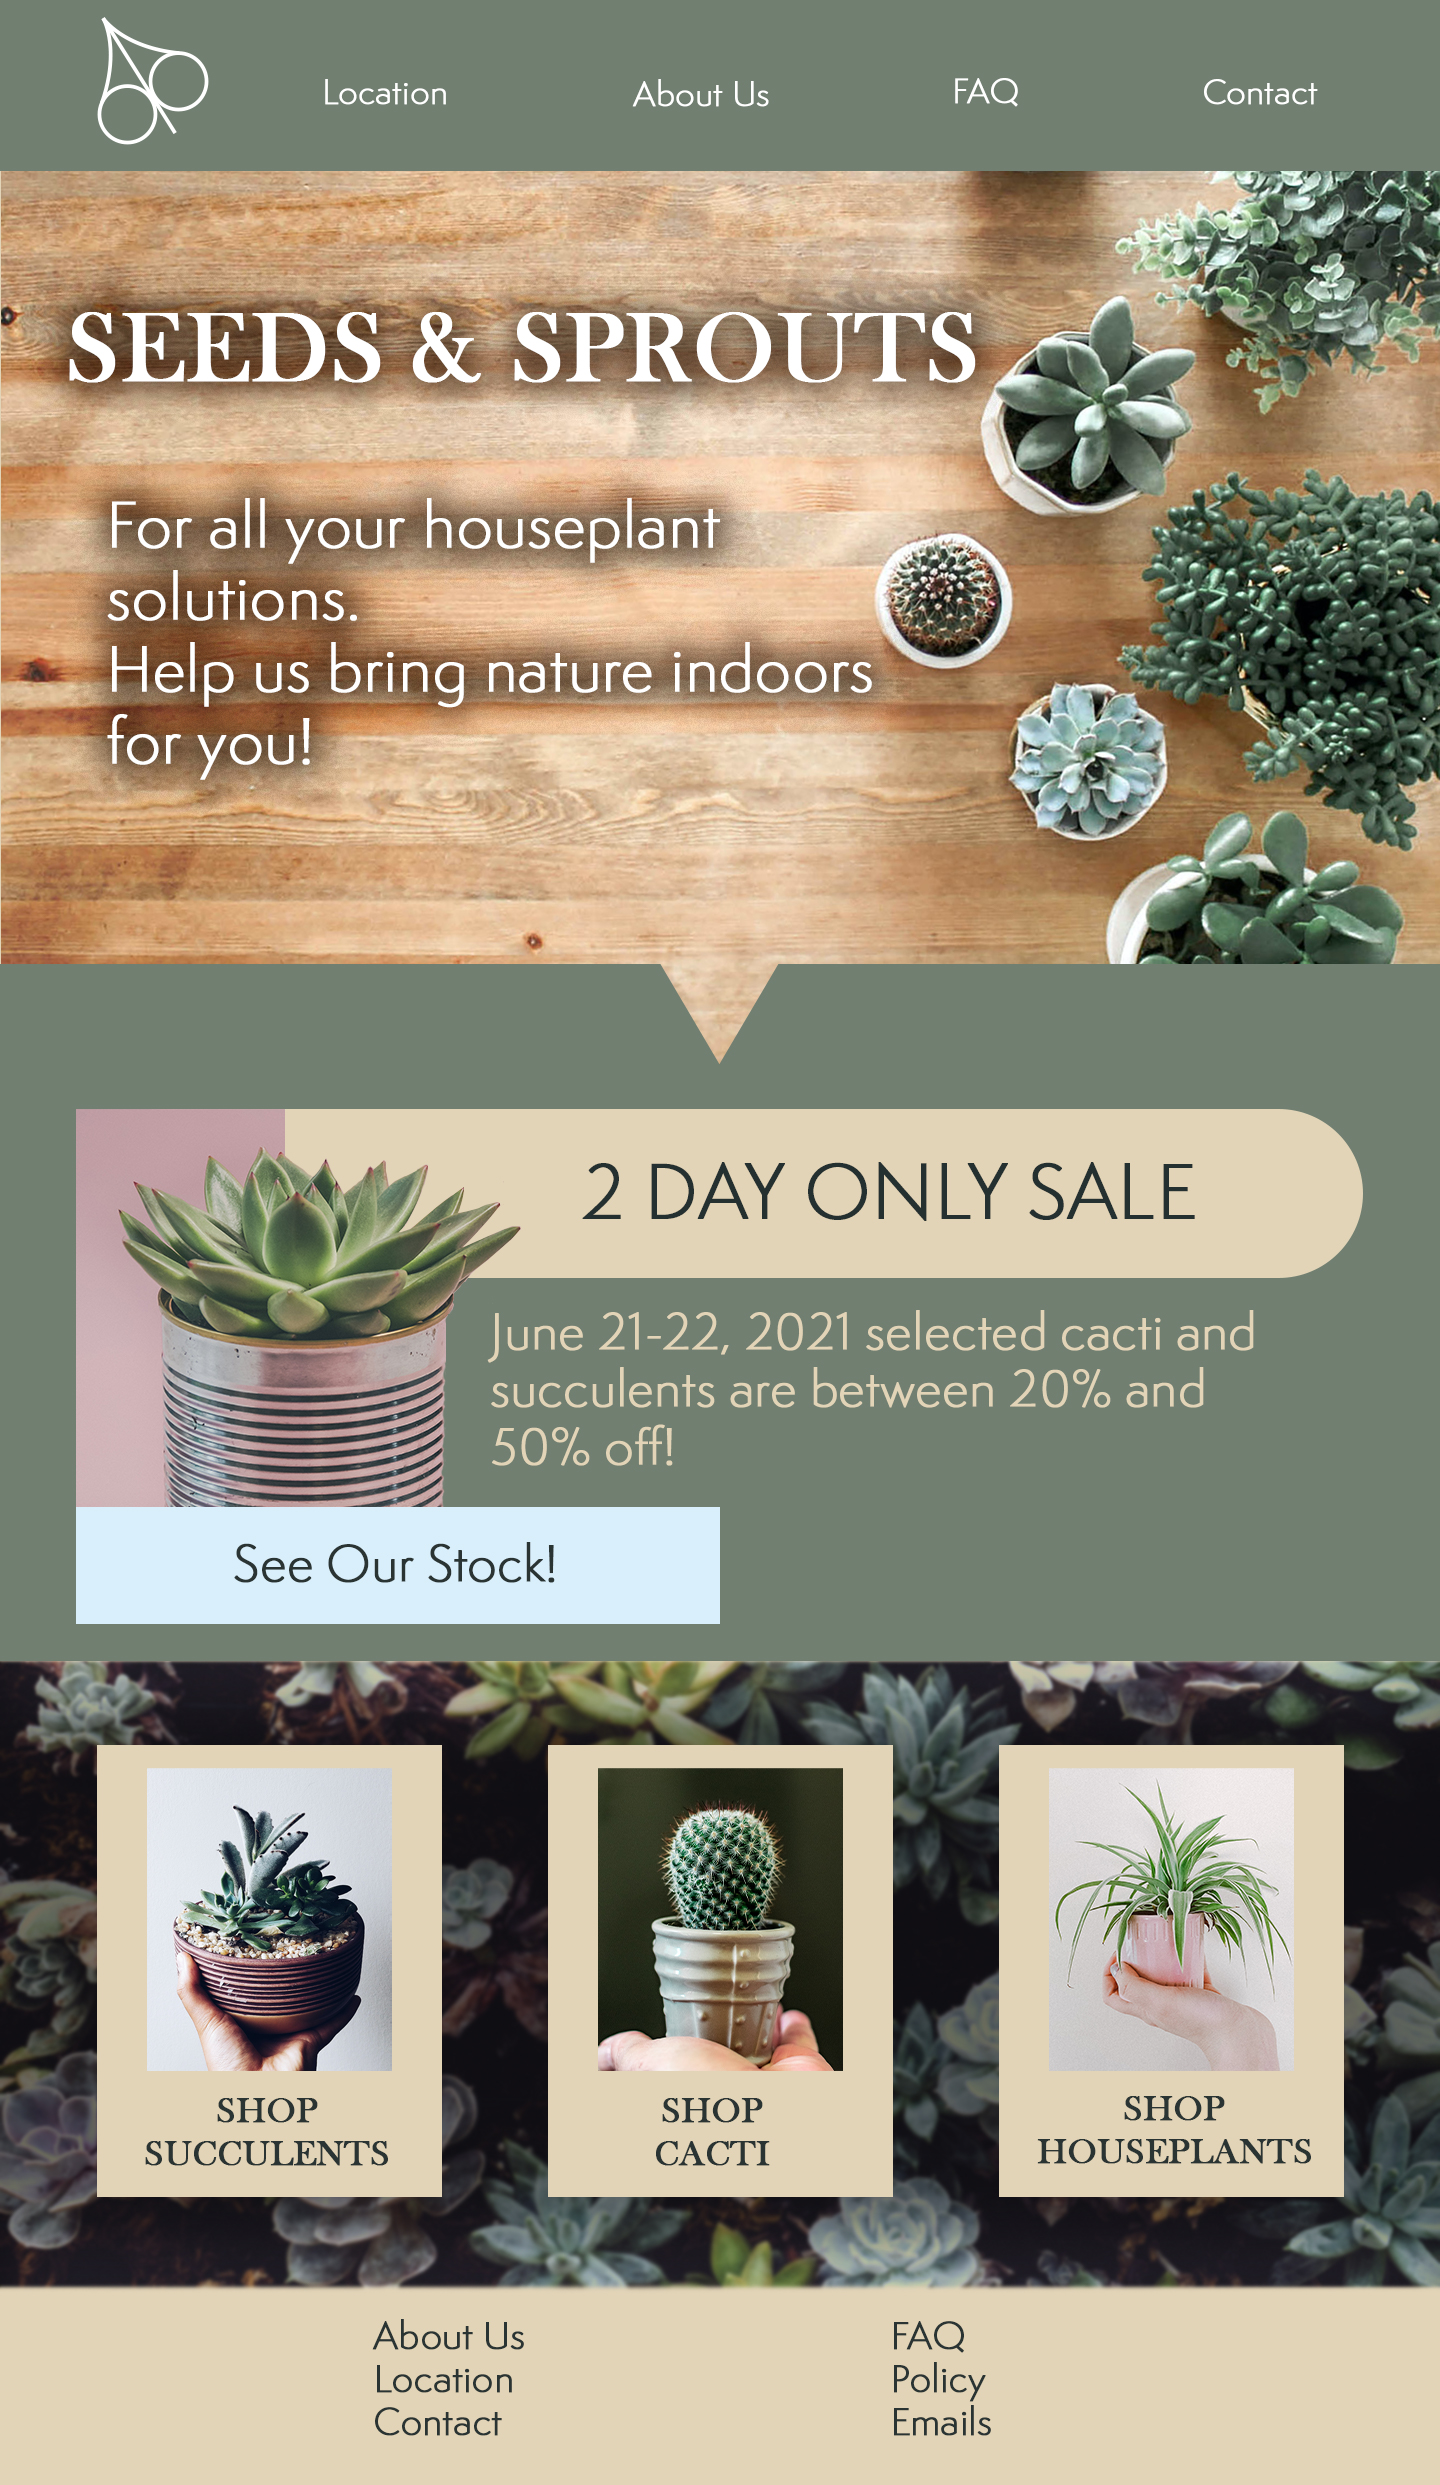 Location
About Us
FAQ
Contact
SEEDS & SPROUTS
For all your houseplant
solutions.
Help us bring nature indoors
for you!
2 DAY ONLY SALE
June 21-22, 2021 selected cacti and
succulents are between 20% and
50% off!
See Our Stock!
SHOP
SUCCULENTS
SHOP
CACTI
SHOP
HOUSEPLANTS
About Us
Location
Contact
FAQ
Policy
Emails